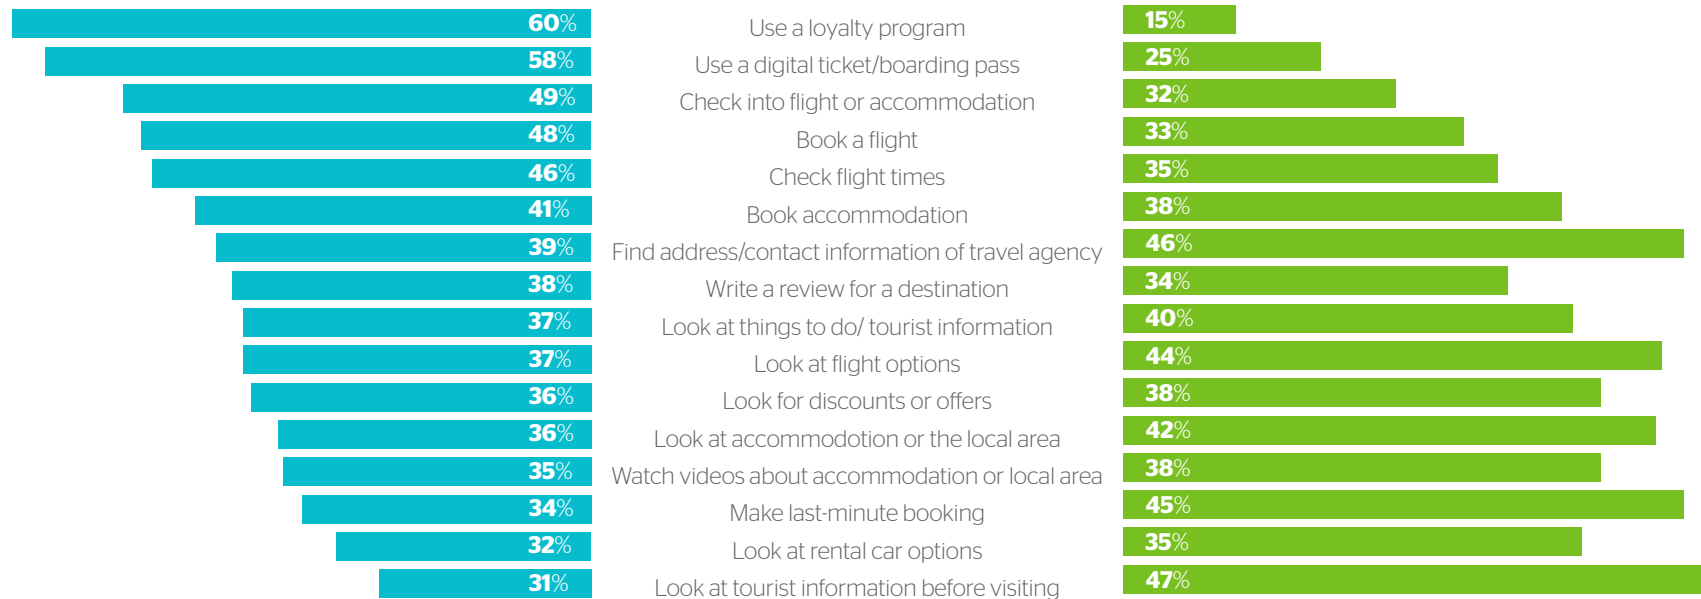 60% Use a loyalty program 15%
58% Use a digital ticket/boarding pass 25%
49% Check into flight or accommodation 32%
48% Book a flight 33%
46% Check flight times 35%
41% Book accommodation 38%
39% Find address/contact information of travel agency 46%
38% Write a review for a destination 34%
37% Look at things to do/ tourist information 40%
37% Look at flight options 44%
36% Look for discounts or offers 38%
36% Look at accommodotion or the local area 42%
35% Watch videos about accommodation or local area 38%
34% Make last-minute booking 45%
32% Look at rental car options 35%
31% Look at tourist information before visiting 47%